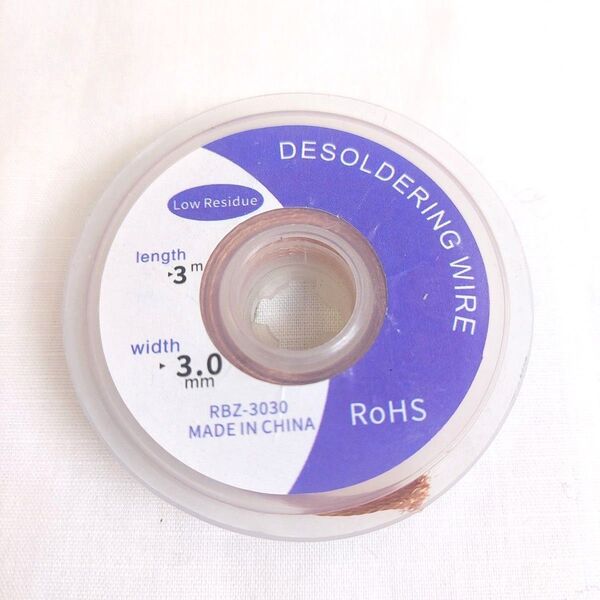 DESOLDERING WIRE
Low Residue
length
▸3 m
width
▸3.0
mm
RBZ-3030
MADE IN CHINA
RoHS